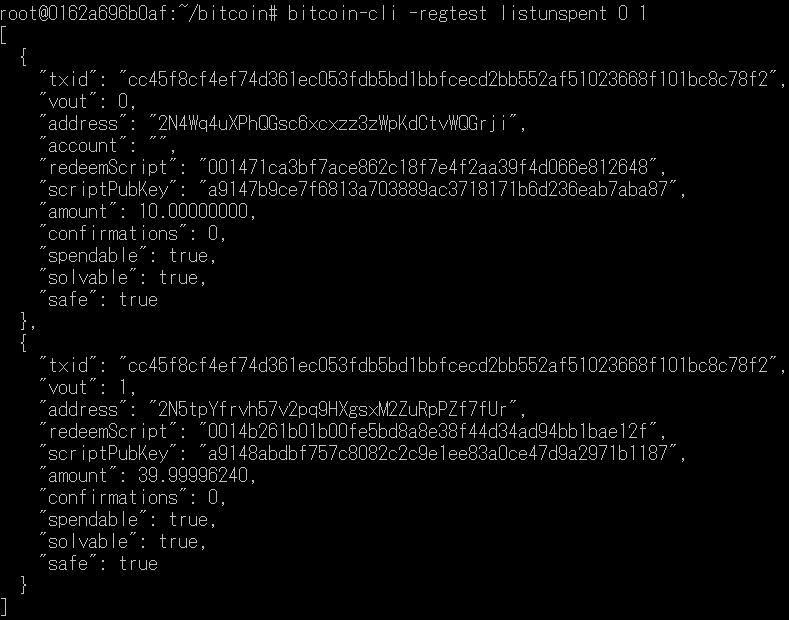 root@0162a696b0af:~/bitcoin# bitcoin-cli -regtest listunspent 0 1
[
  {
    "txid": "cc45f8cf4ef74d361ec053fdb5bd1bbfcecd2bb552af51023668f101bc8c78f2",
    "vout": 0,
    "address": "2N4Wq4uXPhQGsc6xcxzz3zWpKdCtvWQGrji",
    "account": "",
    "redeemScript": "001471ca3bf7ace862c18f7e4f2aa39f4d066e812648",
    "scriptPubKey": "a9147b9ce7f6813a703889ac3718171b6d236eab7aba87",
    "amount": 10.00000000,
    "confirmations": 0,
    "spendable": true,
    "solvable": true,
    "safe": true
  },
  {
    "txid": "cc45f8cf4ef74d361ec053fdb5bd1bbfcecd2bb552af51023668f101bc8c78f2",
    "vout": 1,
    "address": "2N5tpYfrvh57v2pq9HXgsxM2ZuRpPZf7fUr",
    "redeemScript": "0014b261b01b00fe5bd8a8e38f44d34ad94bb1bae12f",
    "scriptPubKey": "a9148abdbf757c8082c2c9e1ee83a0ce47d9a2971b1187",
    "amount": 39.99996240,
    "confirmations": 0,
    "spendable": true,
    "solvable": true,
    "safe": true
  }
]